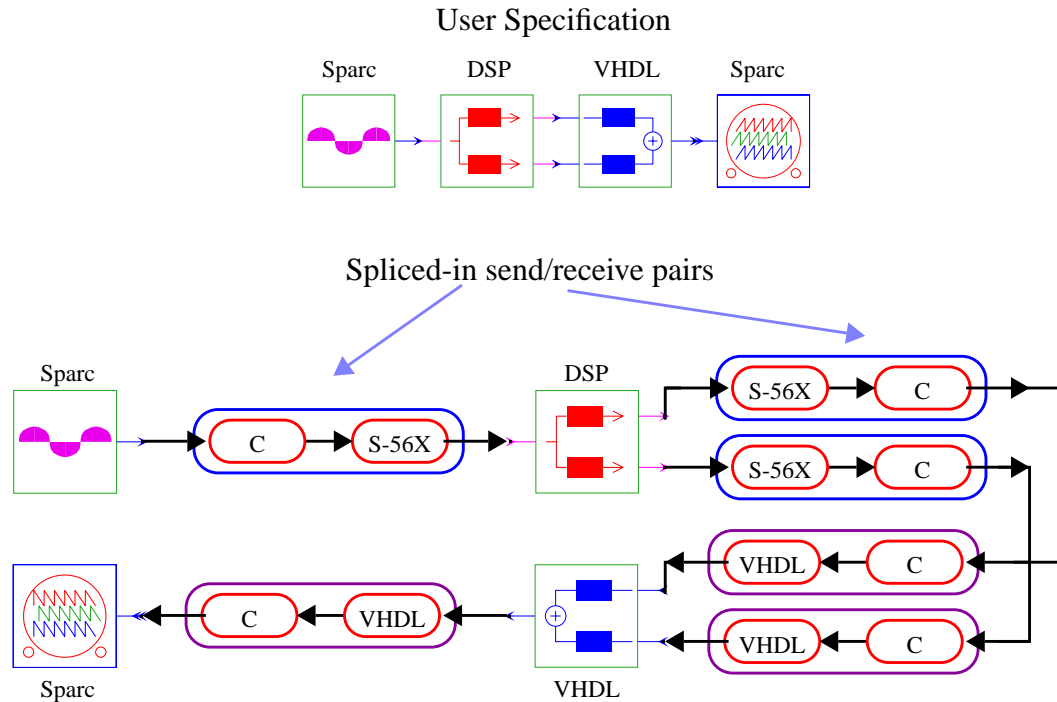 User Specification
Sparc DSP VHDL Sparc
Spliced-in send/receive pairs
Sparc DSP
S-56X C
C S-56X
S-56X C
VHDL C
C VHDL
VHDL C
Sparc VHDL